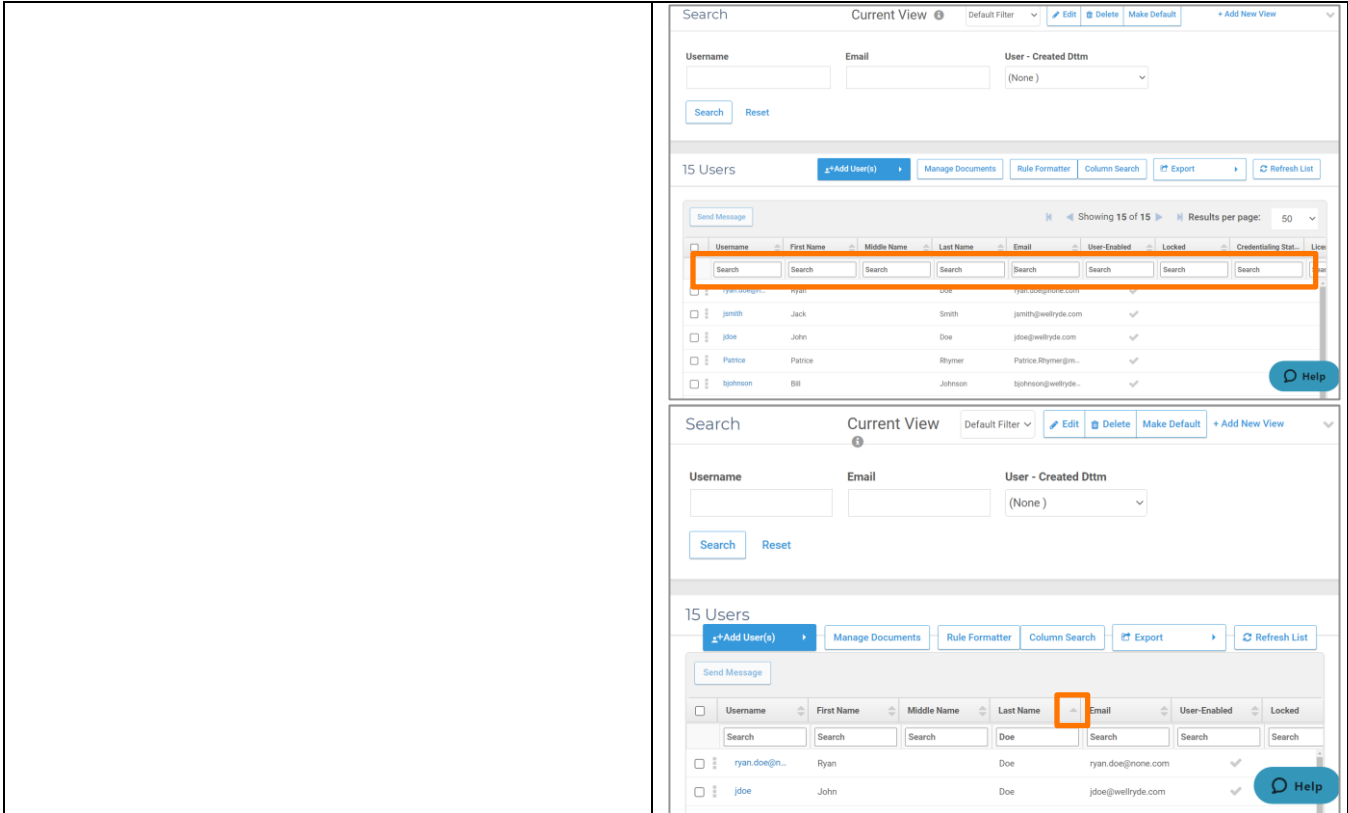 Search Current View Default Filter Edit Delete Make Default + Add New View
Username Email User - Created Dttm
(None )
Search Reset
15 Users +Add User(s) Manage Documents Rule Formatter Column Search Export Refresh List
Send Message Showing 15 of 15 Results per page: 50
Username First Name Middle Name Last Name Email User-Enabled Locked Credentialing Stat... Lice
Search Search Search Search Search Search Search Search
ryan.doe@n... Ryan Doe ryan.doe@none.com
jsmith Jack Smith jsmith@wellryde.com
jdoe John Doe jdoe@wellryde.com
Patrice Patrice Rhymer Patrice.Rhymer@m...
bjohnson Bill Johnson bjohnson@wellryde...
Help
Search Current View Default Filter Edit Delete Make Default + Add New View
Username Email User - Created Dttm
(None )
Search Reset
15 Users
+Add User(s) Manage Documents Rule Formatter Column Search Export Refresh List
Send Message
Username First Name Middle Name Last Name Email User-Enabled Locked
Search Search Search Doe Search Search Search
ryan.doe@n... Ryan Doe ryan.doe@none.com
jdoe John Doe jdoe@wellryde.com
Help